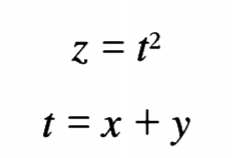 z = t²
t = x + y